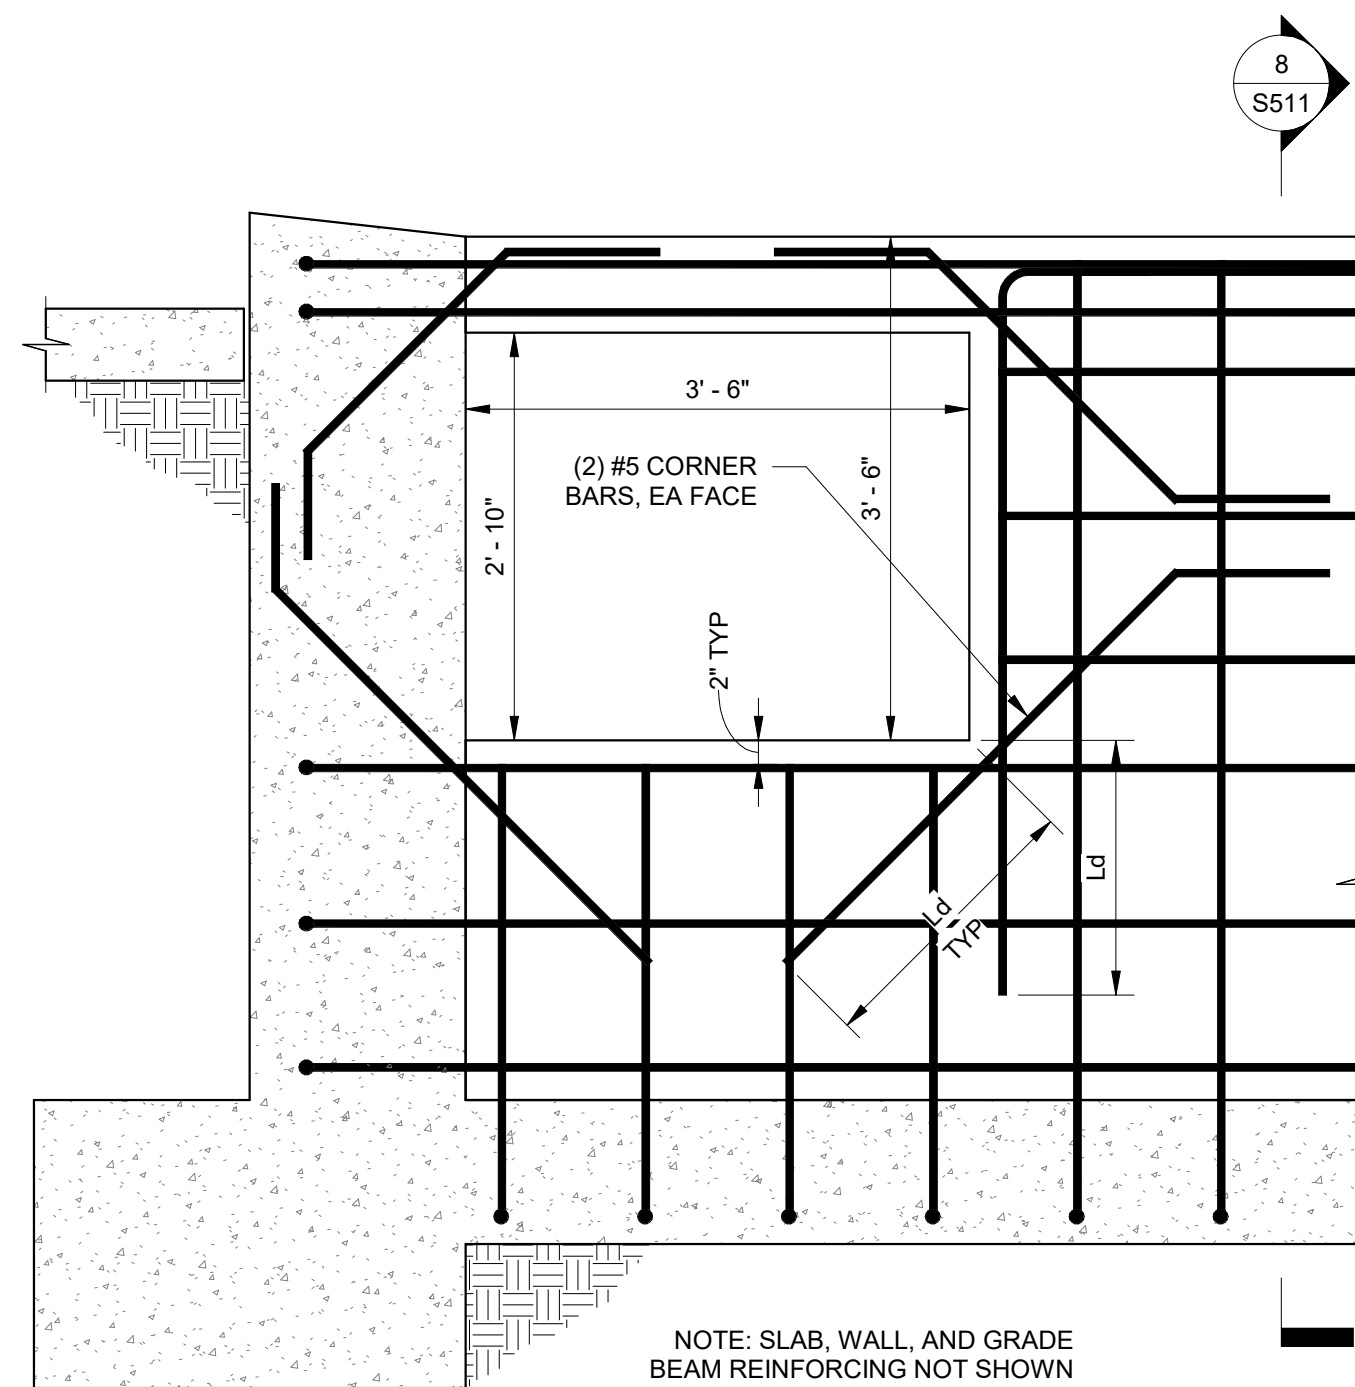 8
S511
3' - 6"
(2) #5 CORNER
BARS, EA FACE
3' - 6"
2' - 10"
2" TYP
Ld
Ld
TYP
NOTE: SLAB, WALL, AND GRADE
BEAM REINFORCING NOT SHOWN